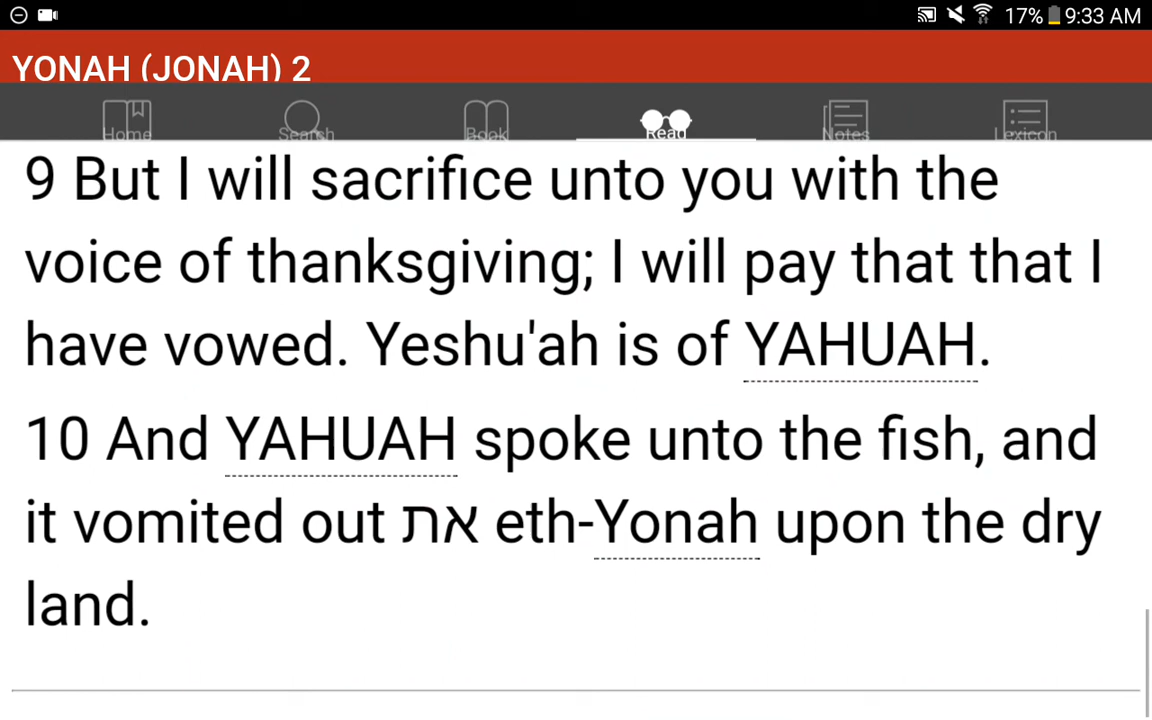 17% 9:33 AM
YONAH (JONAH) 2
Home Search Book Read Notes Lexicon
9 But I will sacrifice unto you with the
voice of thanksgiving; I will pay that that I
have vowed. Yeshu'ah is of YAHUAH.
10 And YAHUAH spoke unto the fish, and
it vomited out את eth-Yonah upon the dry
land.